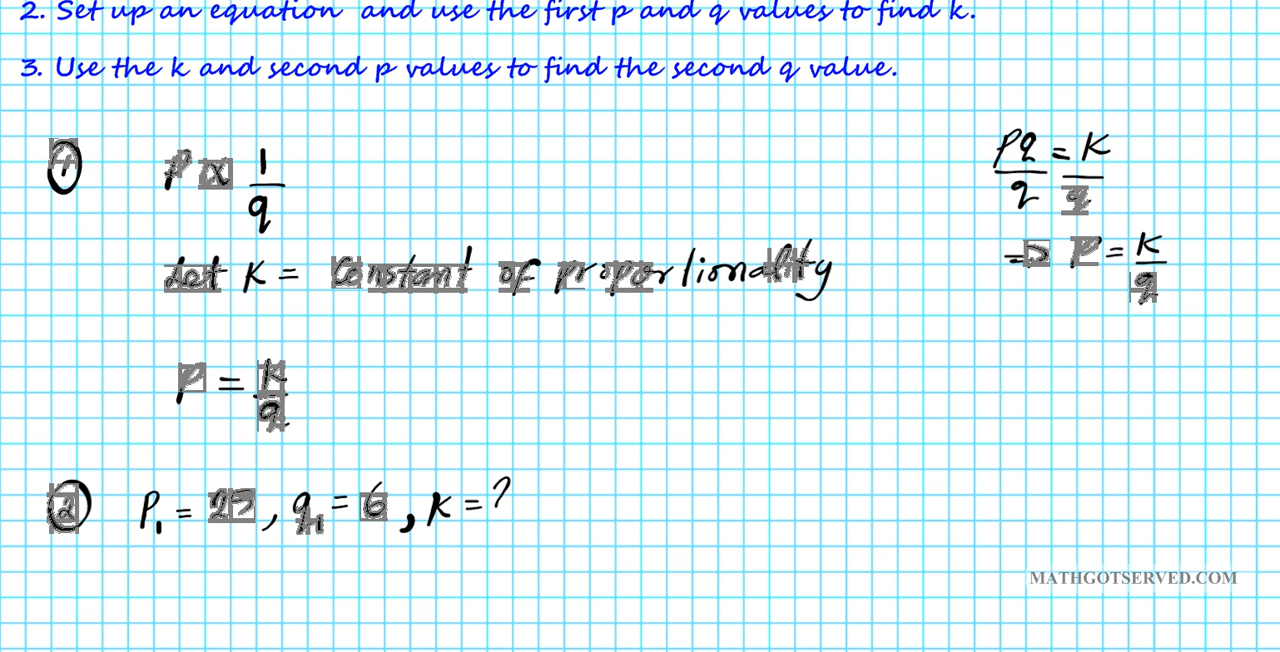 2. Set up an equation and use the first p and q values to find k.
3. Use the k and second p values to find the second q value.
① P ∝ 1/q
Let K = Constant of proportionality
P = K/q
② P₁ = 25, q₁ = 6, K = ?
Pq/q = K/q
⇒ P = K/q
MATHGOTSERVED.COM